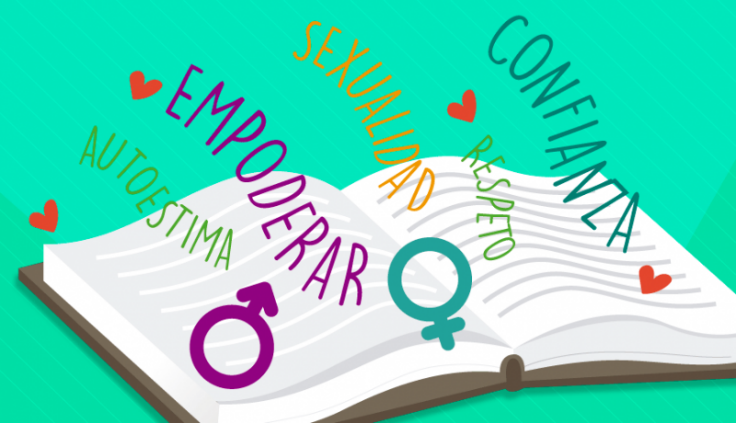 AUTOESTIMA
EMPODERAR
SEXUALIDAD
RESPETO
CONFIANZA